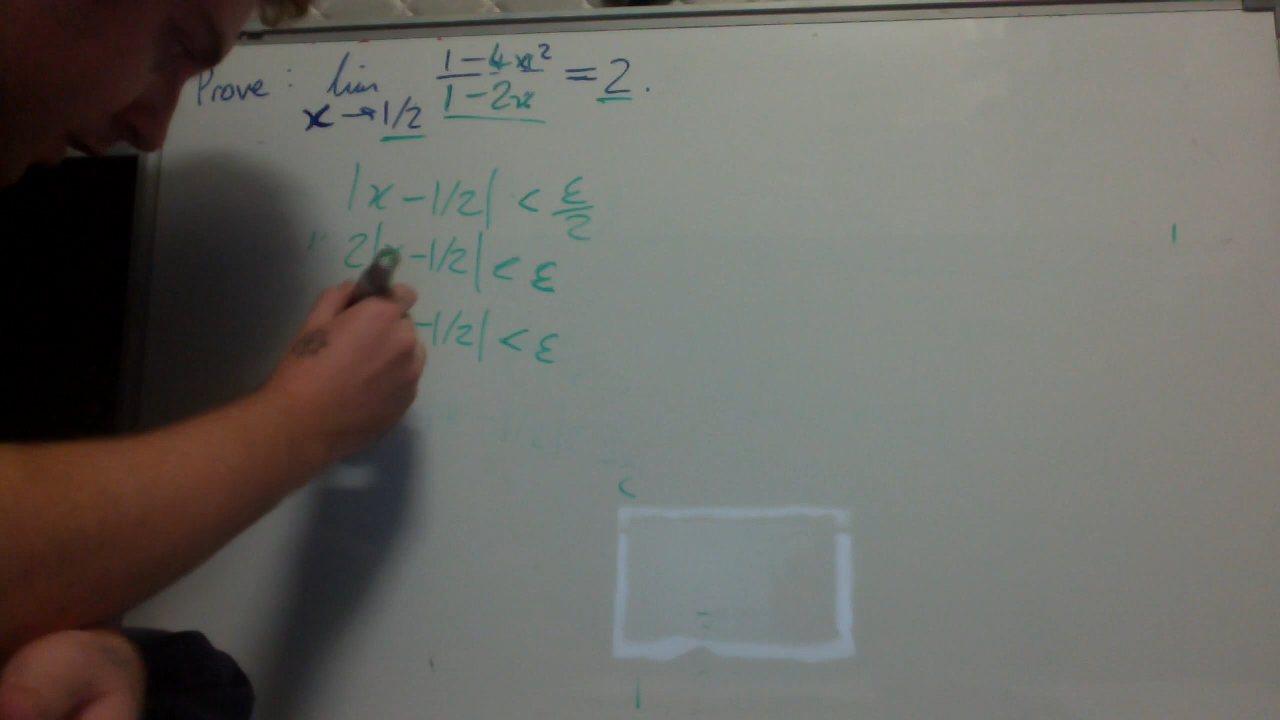 Prove : lim x→1/2 (1-4x²)/(1-2x) = 2.
|x-1/2| < ε/2
2|x-1/2| < ε
-1/2| < ε